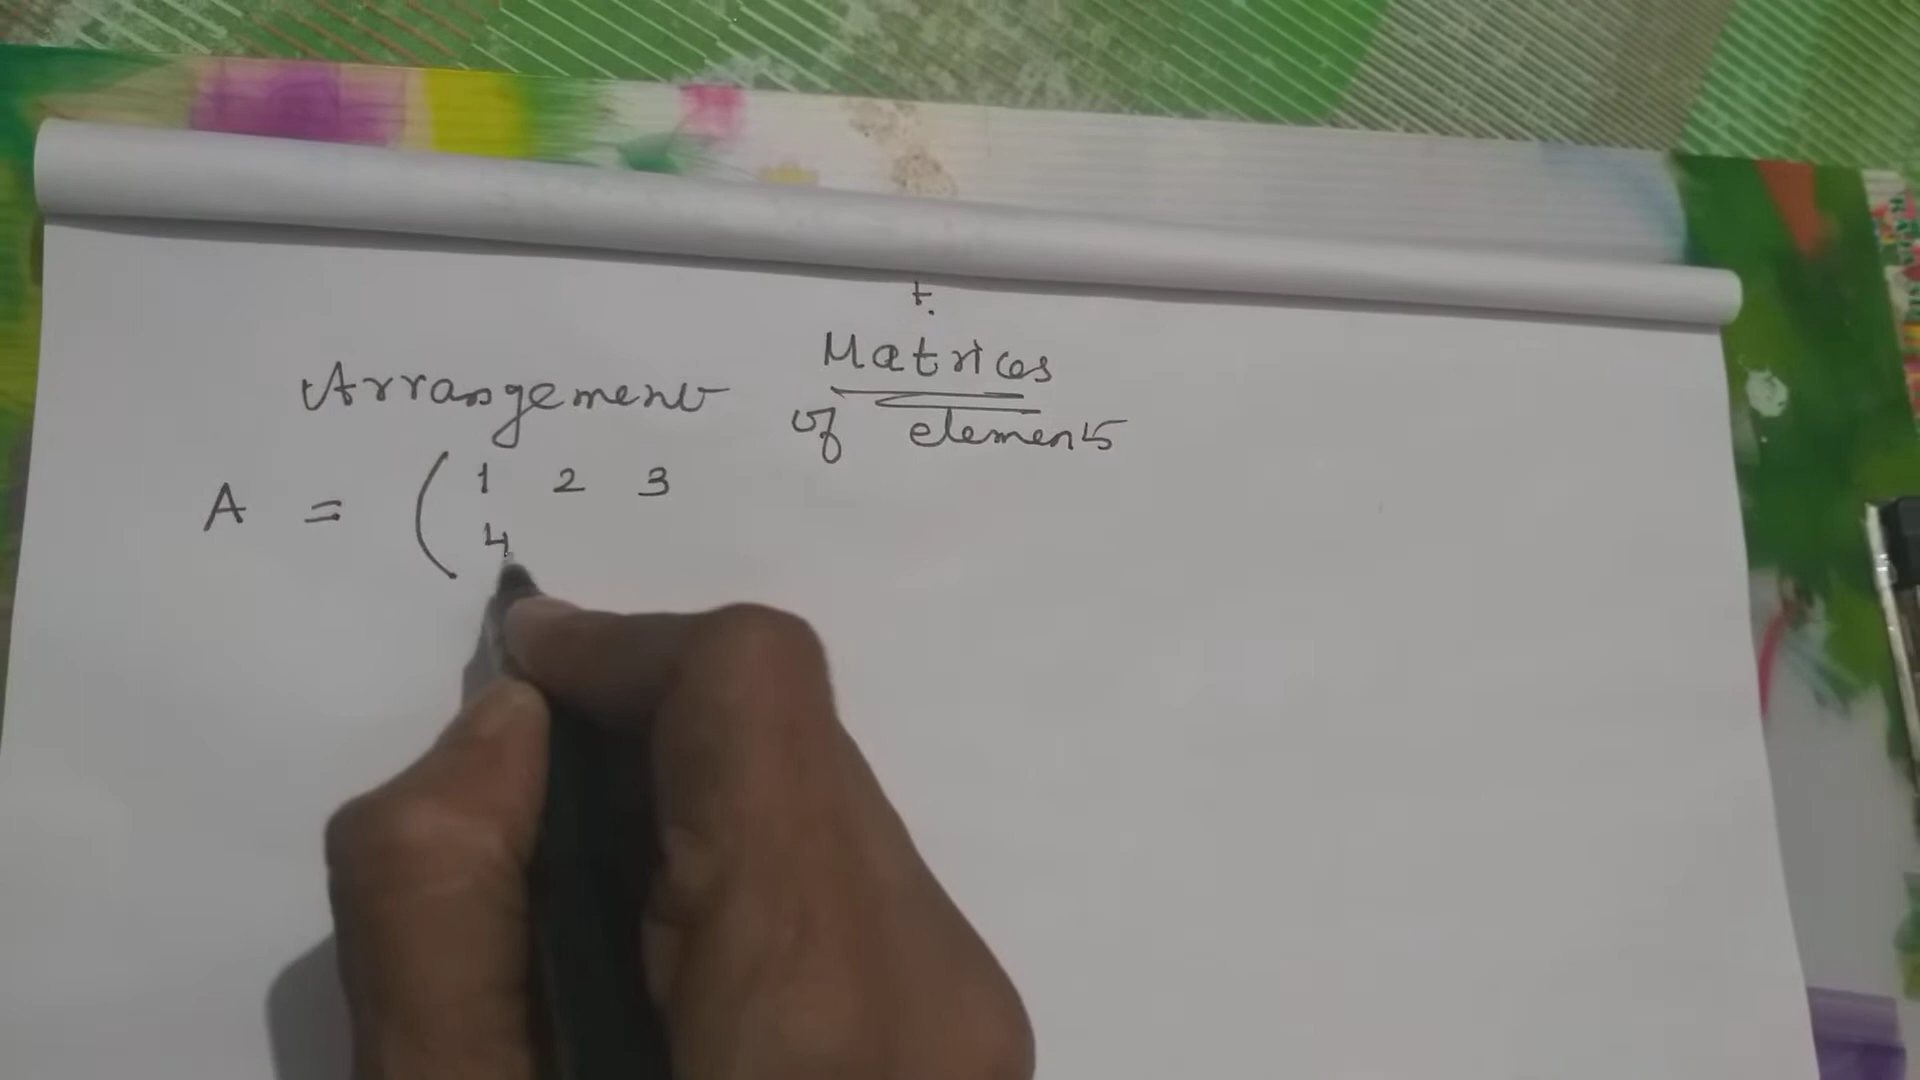 t.
Matrices
Arrangement of elements
A = ( 1 2 3
4